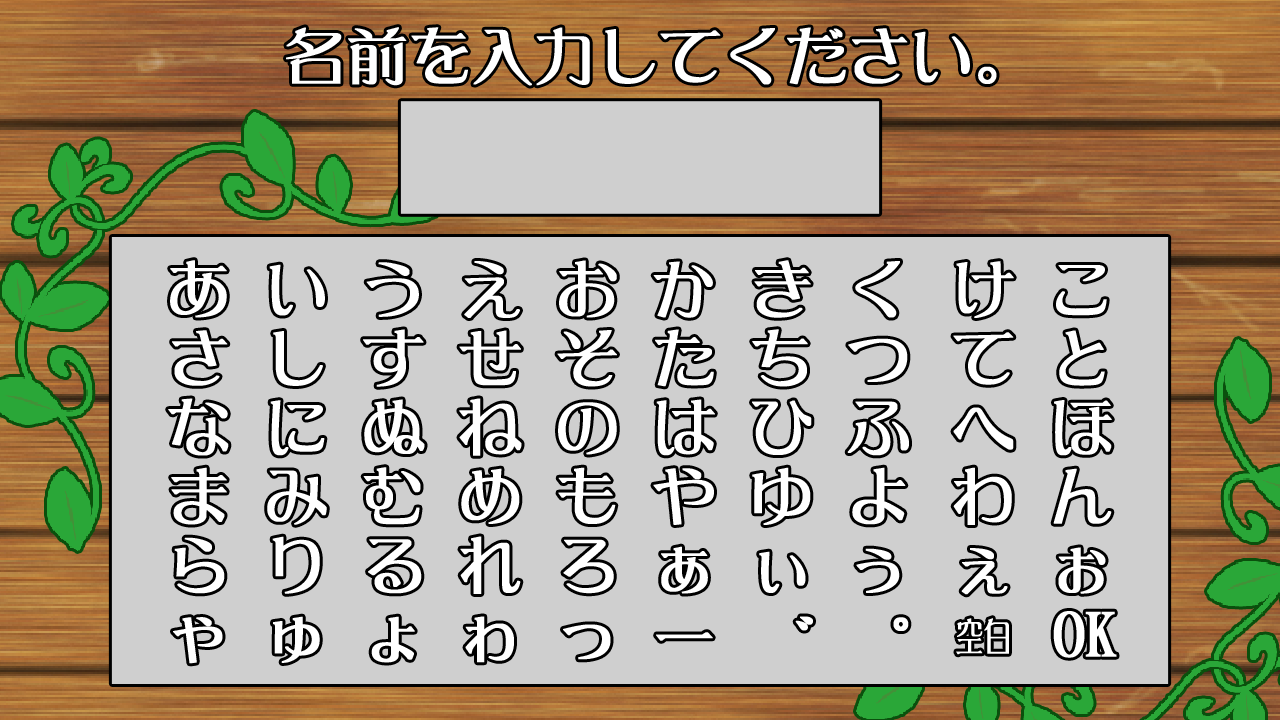 名前を入力してください。
あいうえおかきくけこ
さしすせそたちつてと
なにぬねのはひふへほ
まみむめもやゆよわん
らりるれろぁぃぅぇぉ
ゃゅょゎっー゛゜空白OK